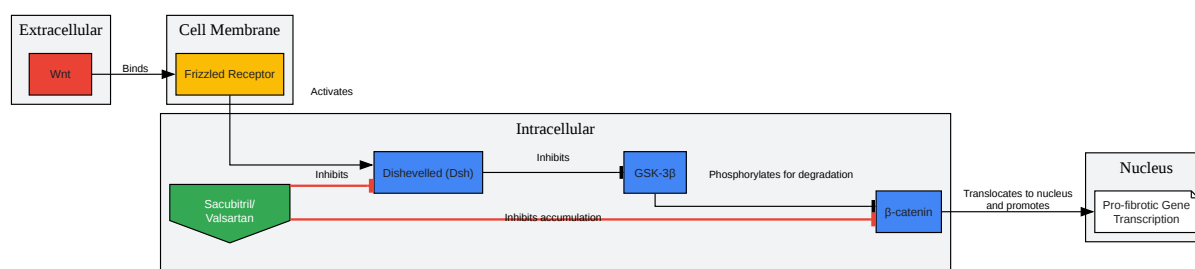 Extracellular
Cell Membrane
Wnt
Binds
Frizzled Receptor
Activates
Intracellular
Inhibits
Dishevelled (Dsh)
Inhibits
GSK-3β
Phosphorylates for degradation
Sacubitril/
Valsartan
Inhibits accumulation
β-catenin
Translocates to nucleus
and promotes
Nucleus
Pro-fibrotic Gene
Transcription